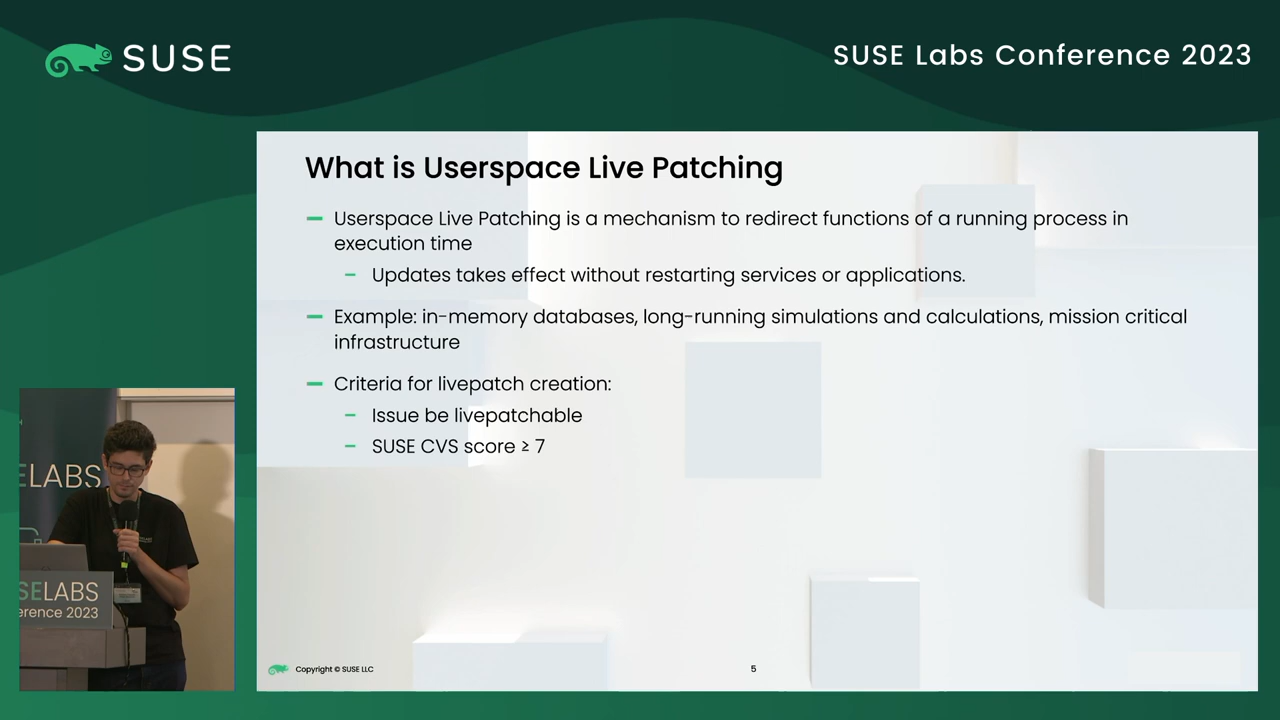 SUSE
SUSE Labs Conference 2023
What is Userspace Live Patching
Userspace Live Patching is a mechanism to redirect functions of a running process in
execution time
Updates takes effect without restarting services or applications.
Example: in-memory databases, long-running simulations and calculations, mission critical
infrastructure
Criteria for livepatch creation:
Issue be livepatchable
SUSE CVS score ≥ 7
ELABS
SELABS
erence 2023
Copyright © SUSE LLC
5